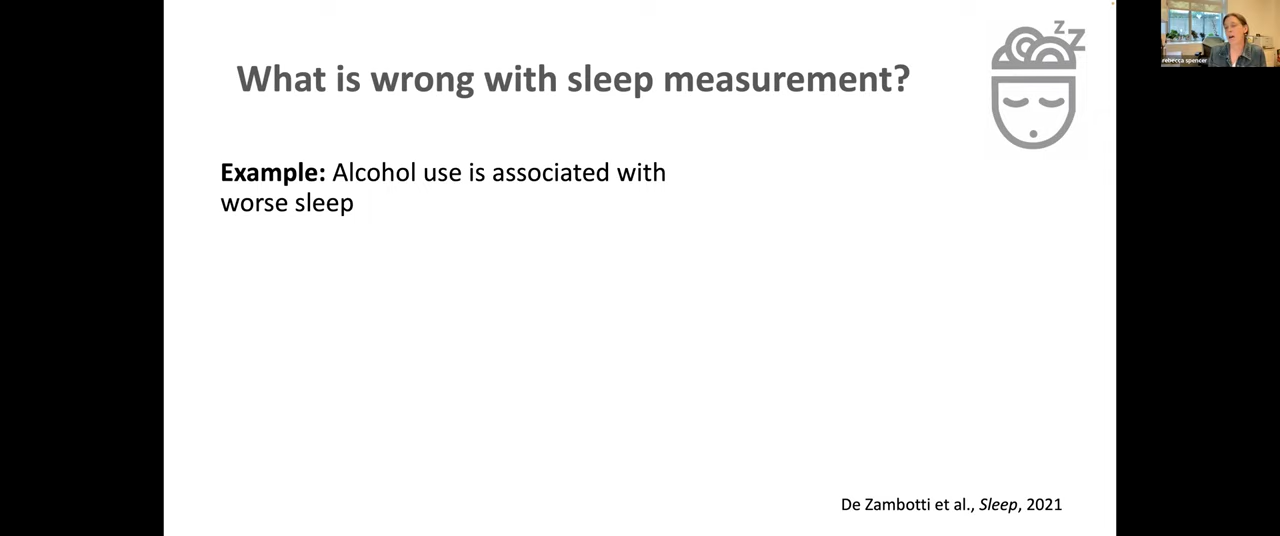 What is wrong with sleep measurement?
z
Z
rebecca spencer
Example: Alcohol use is associated with
worse sleep
De Zambotti et al., Sleep, 2021